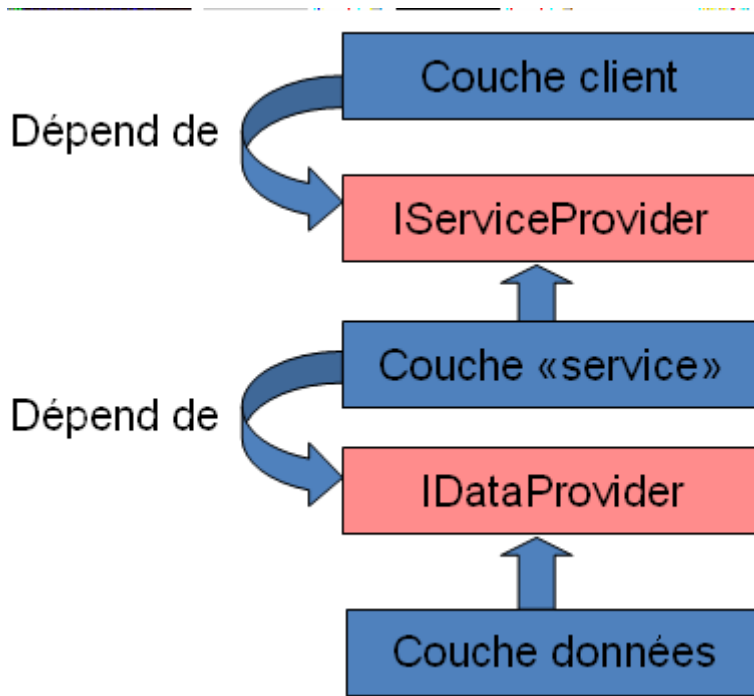 Couche client
Dépend de
IServiceProvider
Couche «service»
Dépend de
IDataProvider
Couche données